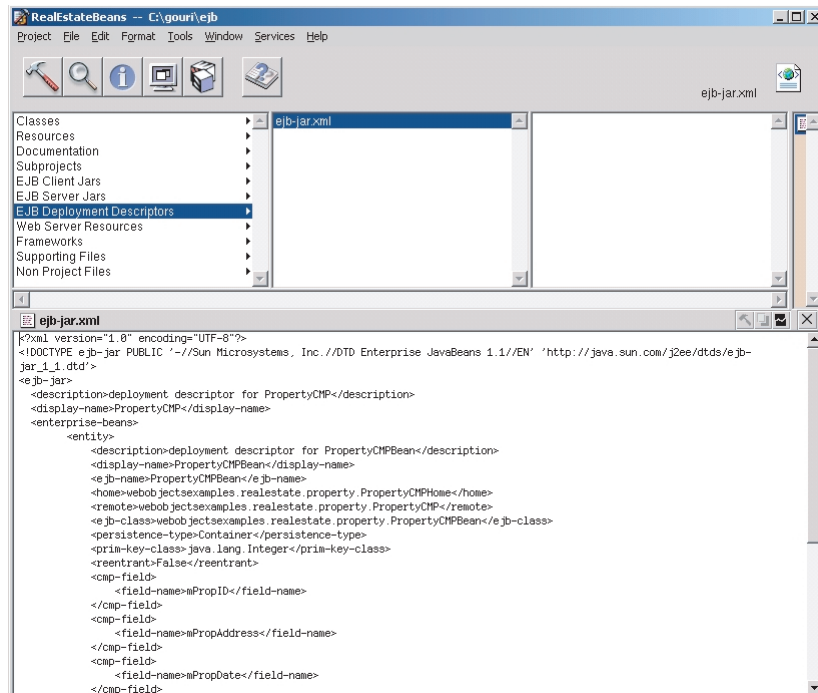 RealEstateBeans -- C:\gouri\ejb
Project File Edit Format Tools Window Services Help
ejb-jar.xml
Classes
Resources
Documentation
Subprojects
EJB Client Jars
EJB Server Jars
EJB Deployment Descriptors
Web Server Resources
Frameworks
Supporting Files
Non Project Files
ejb-jar.xml
ejb-jar.xml
<?xml version="1.0" encoding="UTF-8"?>
<!DOCTYPE ejb-jar PUBLIC '-//Sun Microsystems, Inc.//DTD Enterprise JavaBeans 1.1//EN' 'http://java.sun.com/j2ee/dtds/ejb-
jar_1_1.dtd'>
<ejb-jar>
<description>deployment descriptor for PropertyCMP</description>
<display-name>PropertyCMP</display-name>
<enterprise-beans>
<entity>
<description>deployment descriptor for PropertyCMPBean</description>
<display-name>PropertyCMPBean</display-name>
<ejb-name>PropertyCMPBean</ejb-name>
<home>webobjectsexamples.realestate.property.PropertyCMPHome</home>
<remote>webobjectsexamples.realestate.property.PropertyCMP</remote>
<ejb-class>webobjectsexamples.realestate.property.PropertyCMPBean</ejb-class>
<persistence-type>Container</persistence-type>
<prim-key-class>java.lang.Integer</prim-key-class>
<reentrant>False</reentrant>
<cmp-field>
<field-name>mPropID</field-name>
</cmp-field>
<cmp-field>
<field-name>mPropAddress</field-name>
</cmp-field>
<cmp-field>
<field-name>mPropDate</field-name>
</cmp-field>